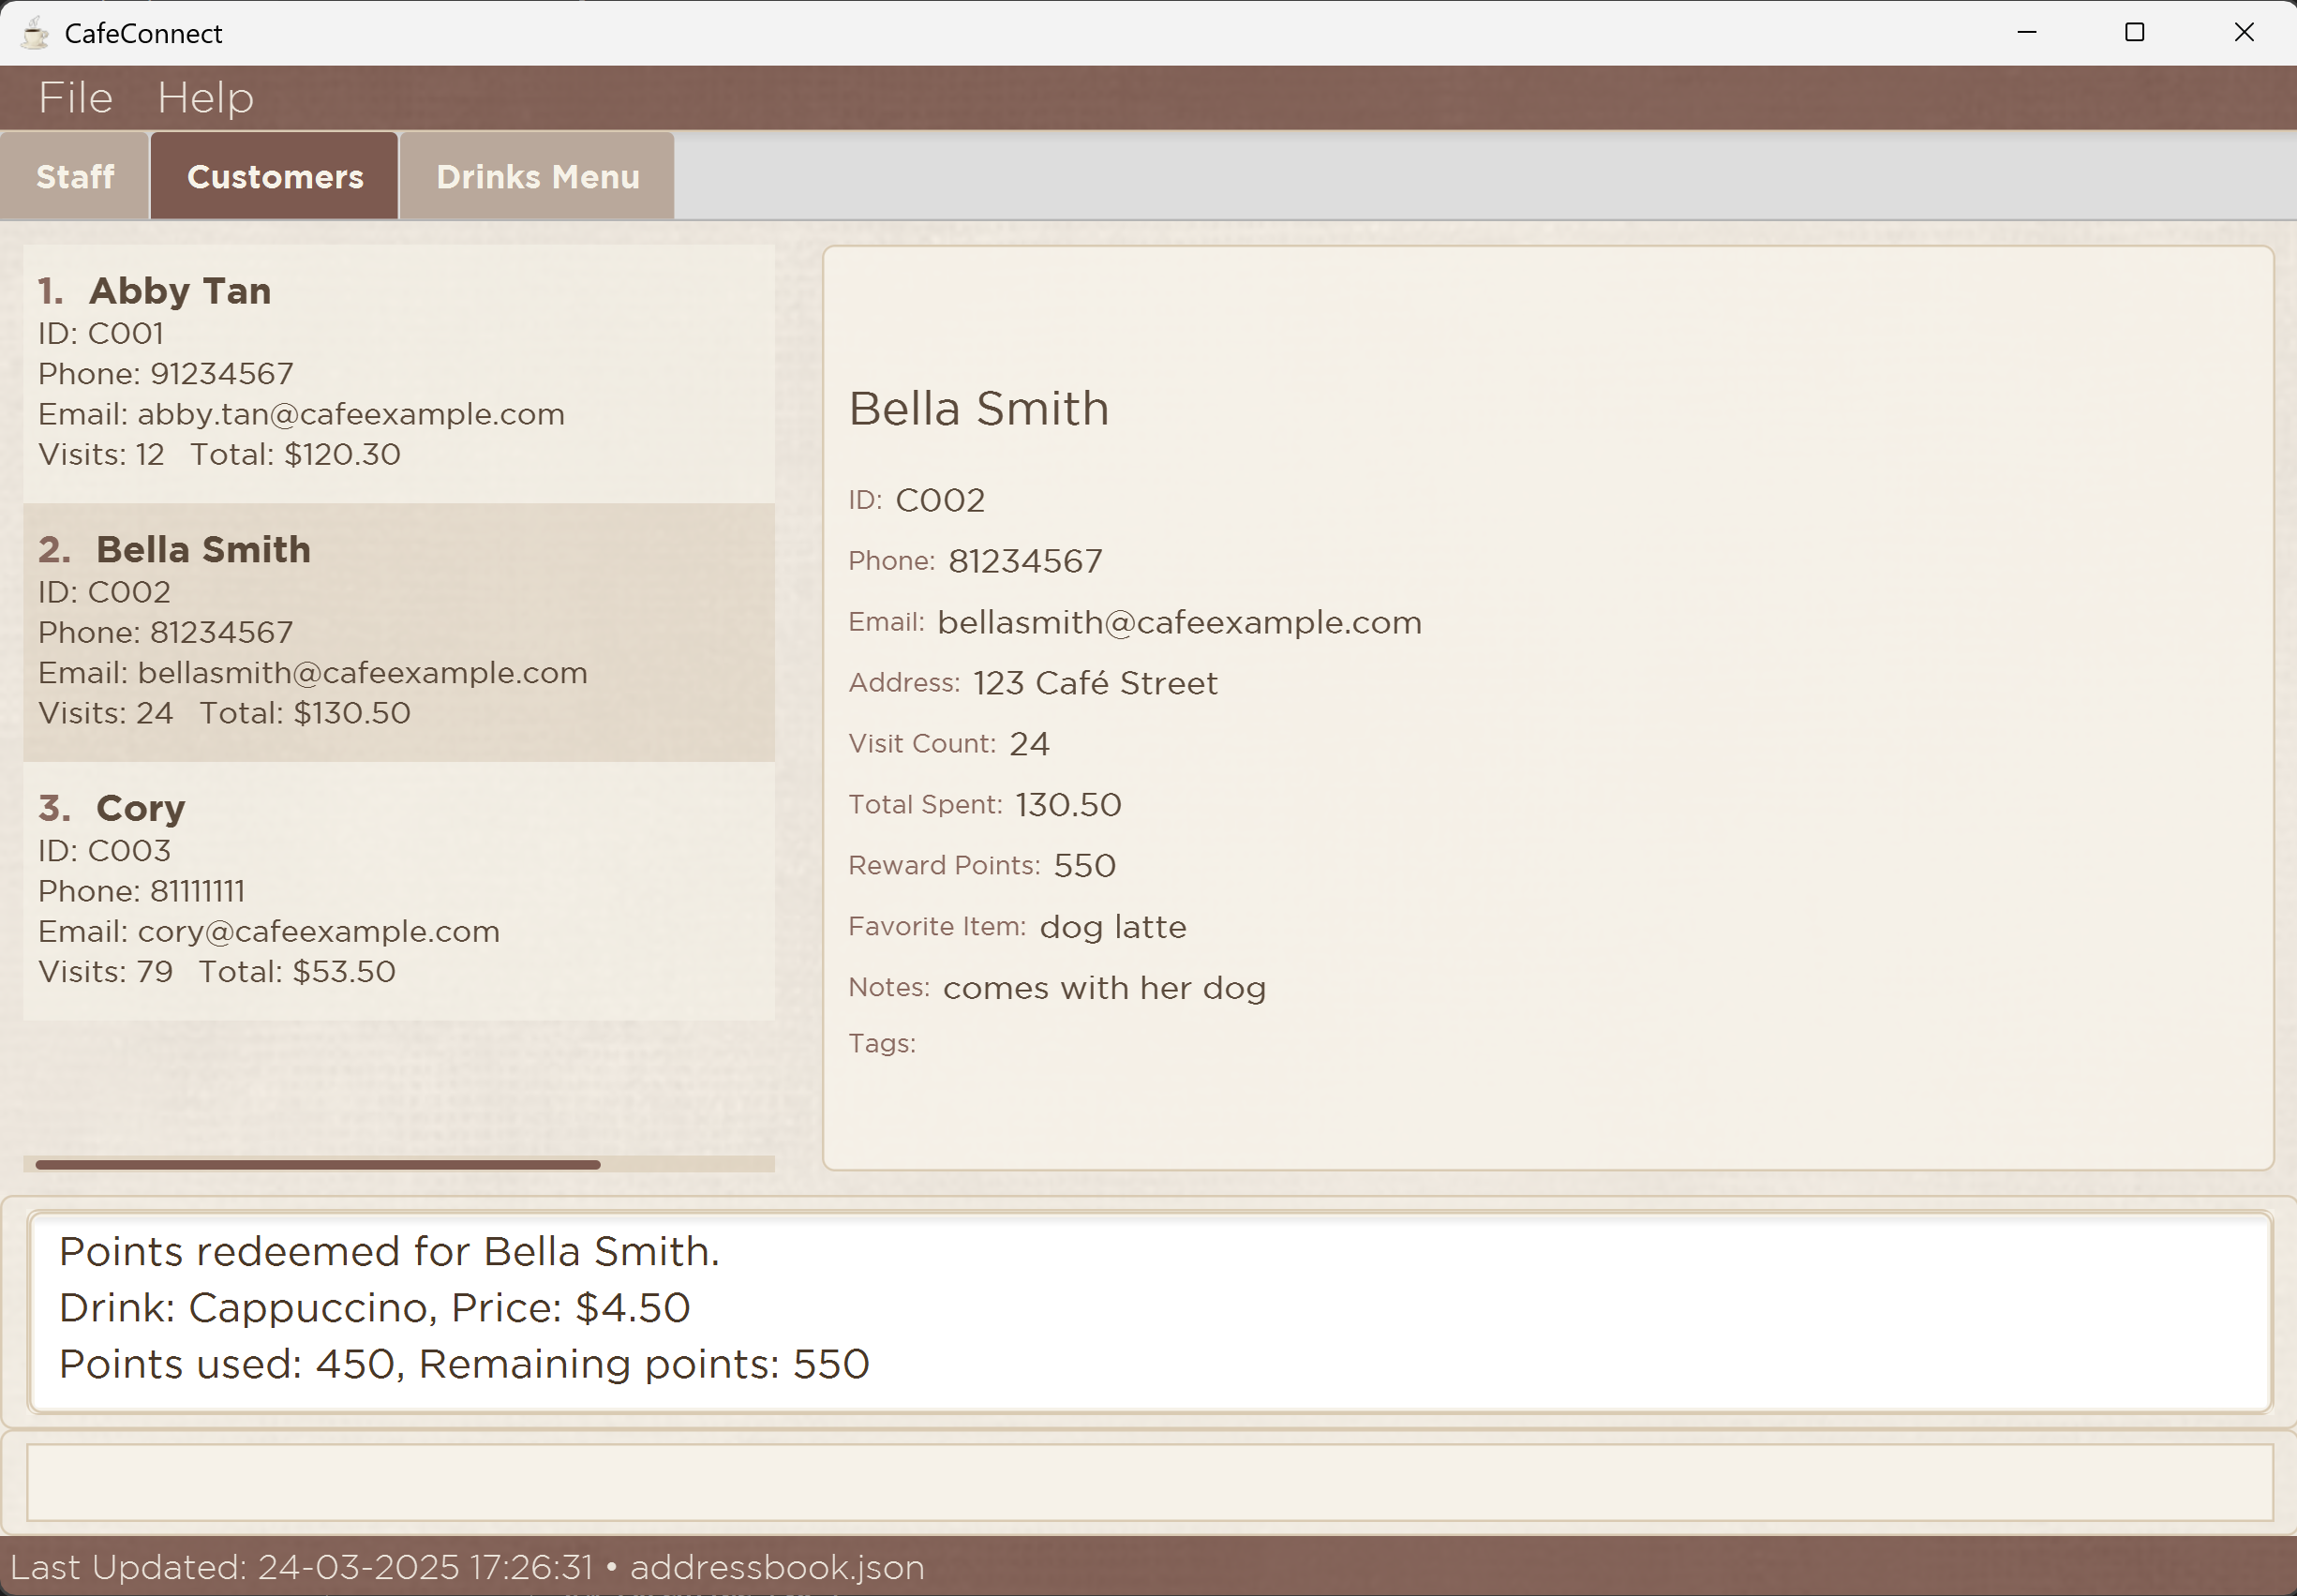 CafeConnect
File Help
Staff Customers Drinks Menu
1. Abby Tan
ID: C001
Phone: 91234567
Email: abby.tan@cafeexample.com
Visits: 12 Total: $120.30
2. Bella Smith
ID: C002
Phone: 81234567
Email: bellasmith@cafeexample.com
Visits: 24 Total: $130.50
3. Cory
ID: C003
Phone: 81111111
Email: cory@cafeexample.com
Visits: 79 Total: $53.50
Bella Smith
ID: C002
Phone: 81234567
Email: bellasmith@cafeexample.com
Address: 123 Café Street
Visit Count: 24
Total Spent: 130.50
Reward Points: 550
Favorite Item: dog latte
Notes: comes with her dog
Tags:
Points redeemed for Bella Smith.
Drink: Cappuccino, Price: $4.50
Points used: 450, Remaining points: 550
Last Updated: 24-03-2025 17:26:31 • addressbook.json